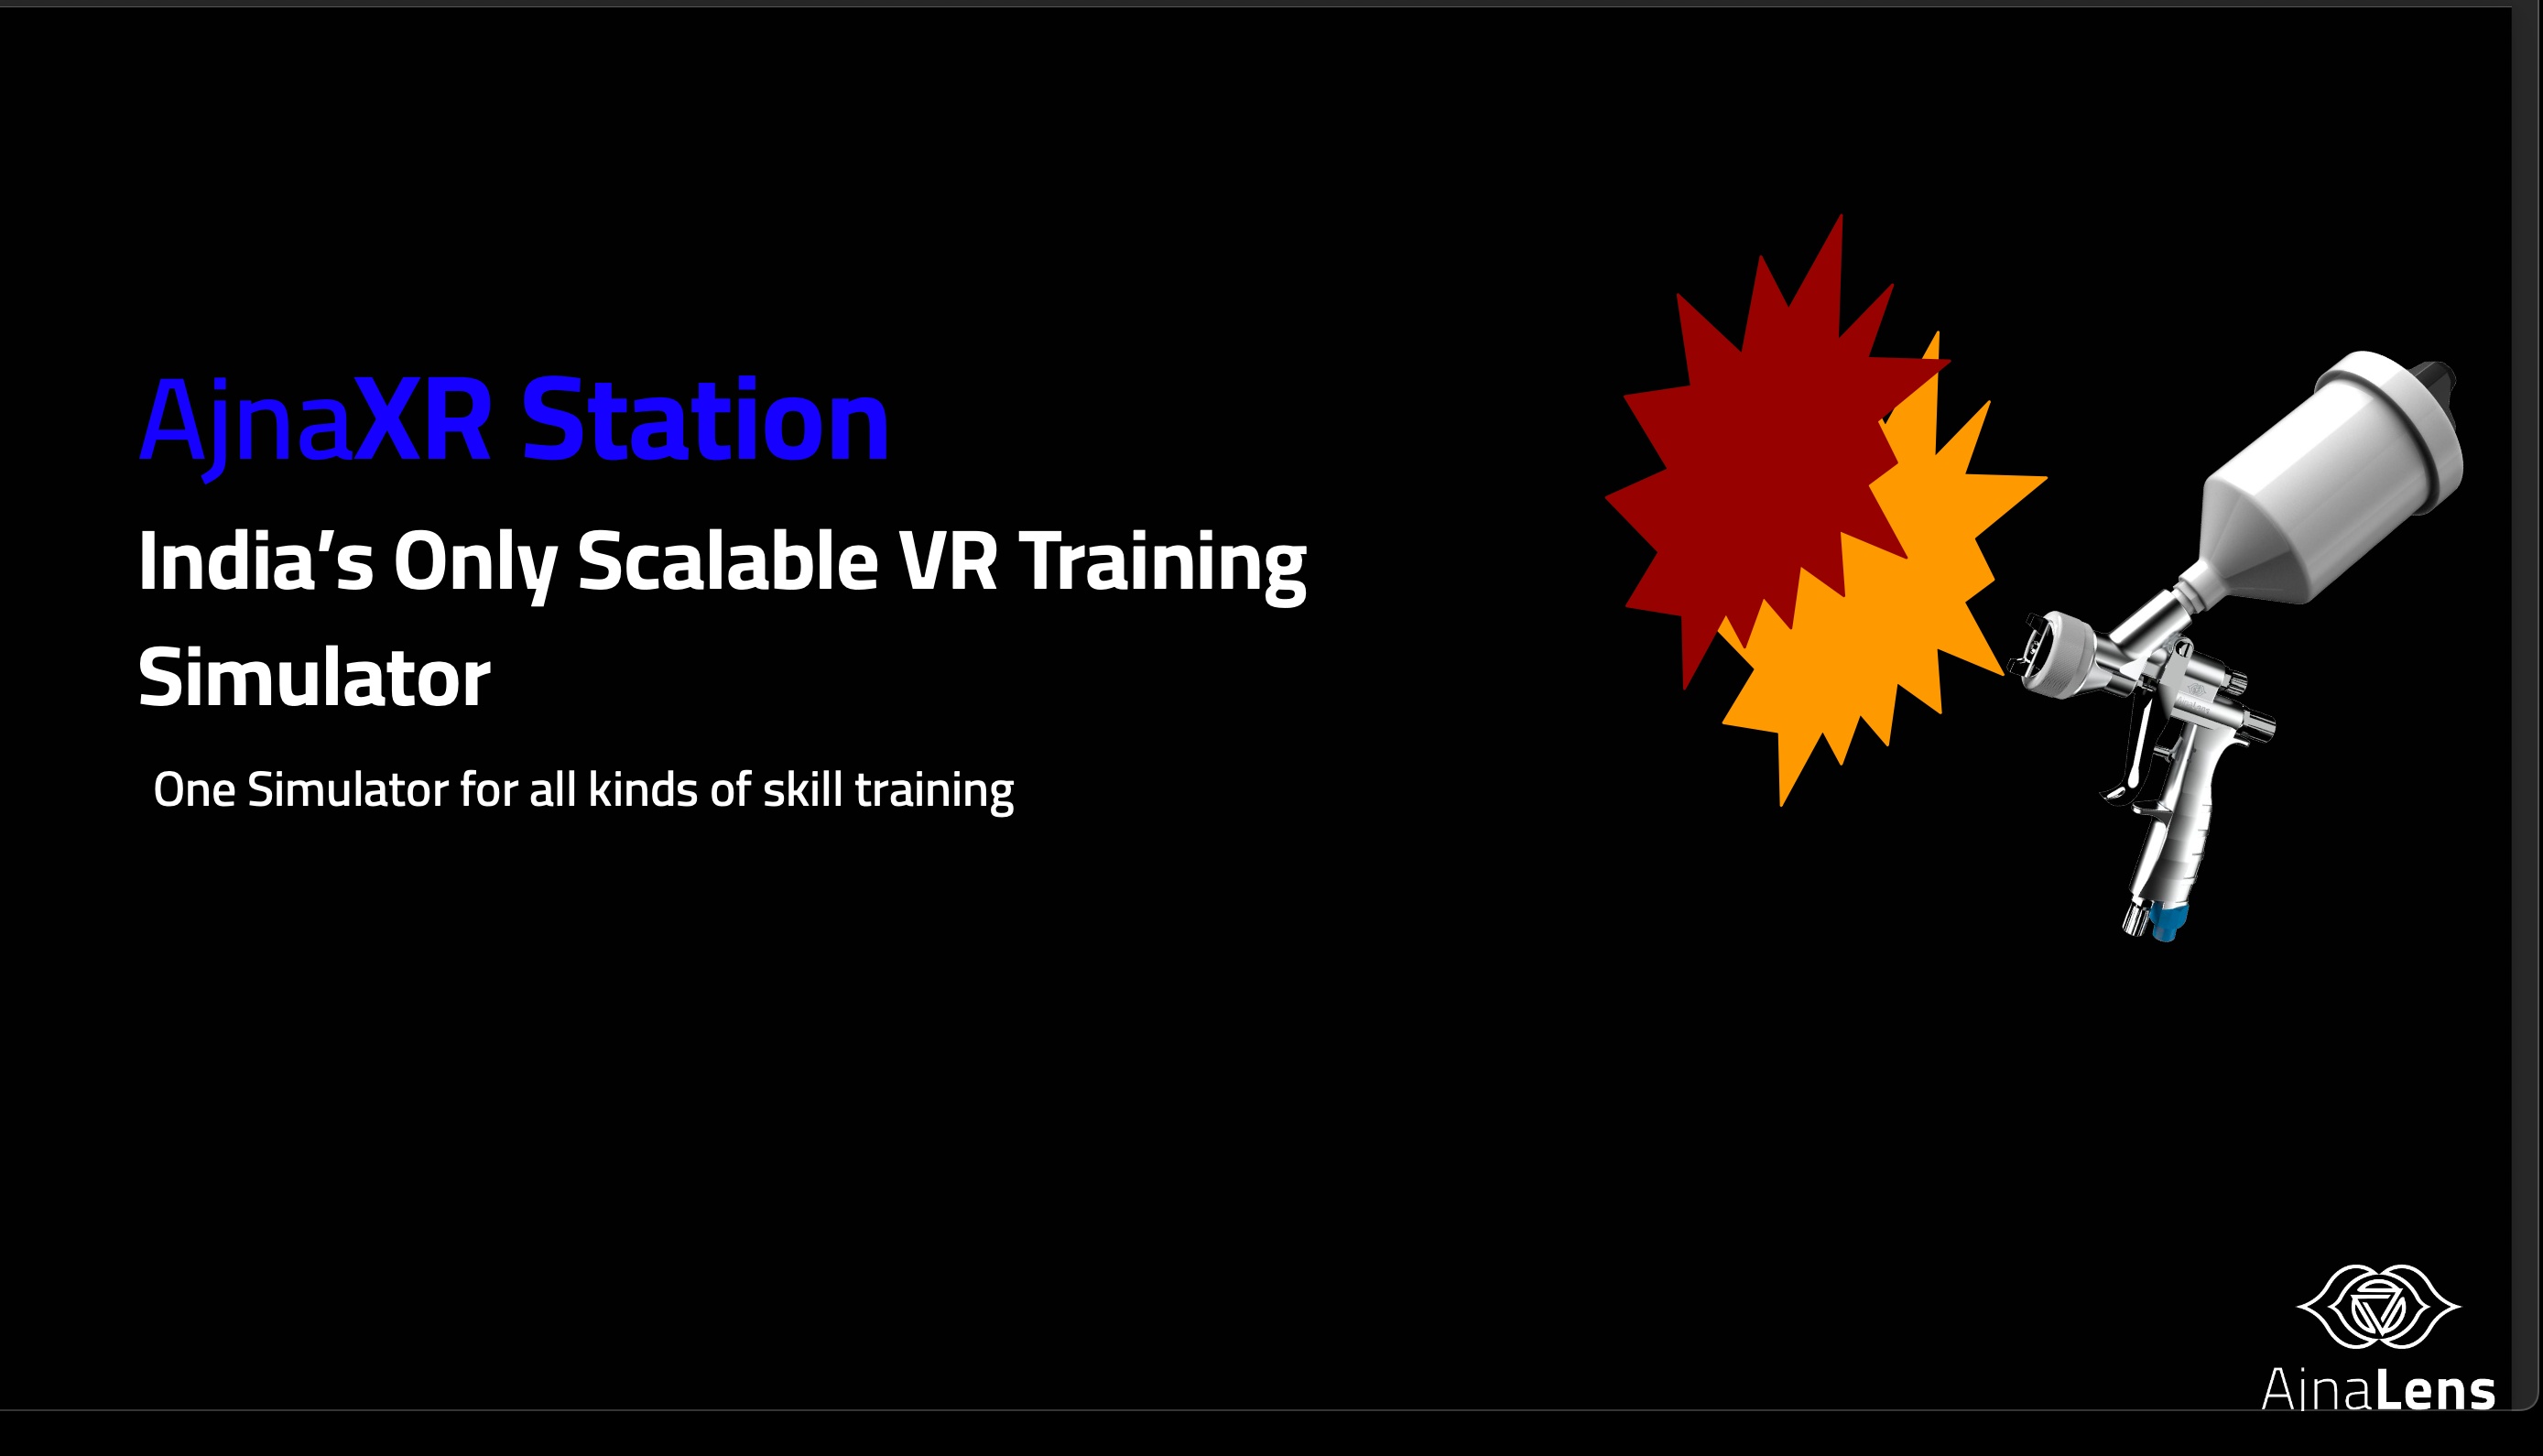 AjnaXR Station
India’s Only Scalable VR Training
Simulator
One Simulator for all kinds of skill training
AjnaLens